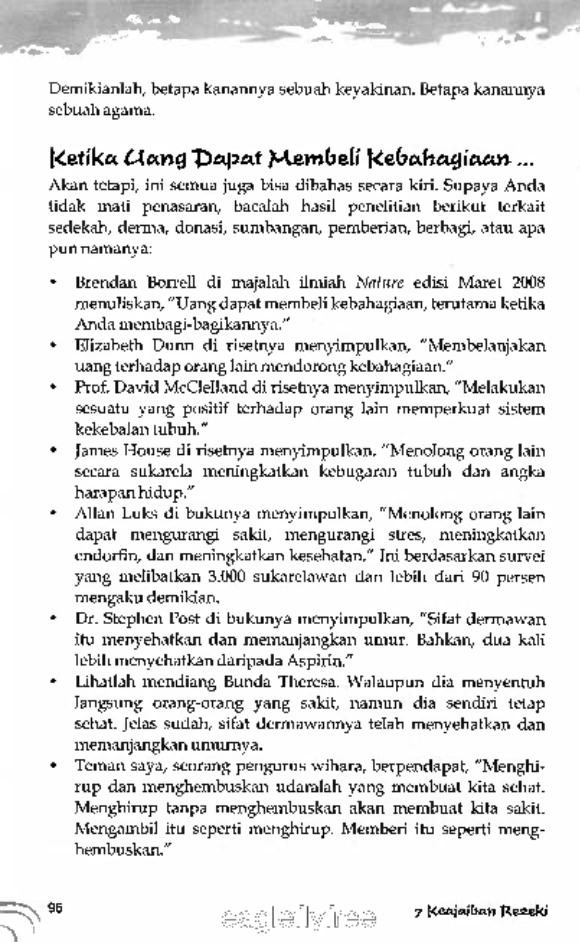 Demikianlah, betapa kanannya sebuah keyakinan. Betapa kanannya
sebuah agama.
Ketika Uang Dapat Membeli Kebahagiaan ...
Akan tetapi, ini semua juga bisa dibahas secara kiri. Supaya Anda
tidak mati penasaran, bacalah hasil penelitian berikut terkait
sedekah, derma, donasi, sumbangan, pemberian, berbagi, atau apa
pun namanya:
• Brendan Borrell di majalah ilmiah Nature edisi Maret 2008
menuliskan, "Uang dapat membeli kebahagiaan, terutama ketika
Anda membagi-bagikannya."
• Elizabeth Dunn di risetnya menyimpulkan, "Membelanjakan
uang terhadap orang lain mendorong kebahagiaan."
• Prof. David McClelland di risetnya menyimpulkan, "Melakukan
sesuatu yang positif terhadap orang lain memperkuat sistem
kekebalan tubuh."
• James House di risetnya menyimpulkan, "Menolong orang lain
secara sukarela meningkatkan kebugaran tubuh dan angka
harapan hidup."
• Allan Luks di bukunya menyimpulkan, "Menolong orang lain
dapat mengurangi sakit, mengurangi stres, meningkatkan
endorfin, dan meningkatkan kesehatan." Ini berdasarkan survei
yang melibatkan 3.000 sukarelawan dan lebih dari 90 persen
mengaku demikian.
• Dr. Stephen Post di bukunya menyimpulkan, "Sifat dermawan
itu menyehatkan dan memanjangkan umur. Bahkan, dua kali
lebih menyehatkan daripada Aspirin."
• Lihatlah mendiang Bunda Theresa. Walaupun dia menyentuh
langsung orang-orang yang sakit, namun dia sendiri tetap
sehat. Jelas sudah, sifat dermawannya telah menyehatkan dan
memanjangkan umurnya.
• Teman saya, seorang pengurus wihara, berpendapat, "Menghi-
rup dan menghembuskan udaralah yang membuat kita sehat.
Menghirup tanpa menghembuskan akan membuat kita sakit.
Mengambil itu seperti menghirup. Memberi itu seperti meng-
hembuskan."
96
eagleflyfree
7 Keajaiban Rezeki